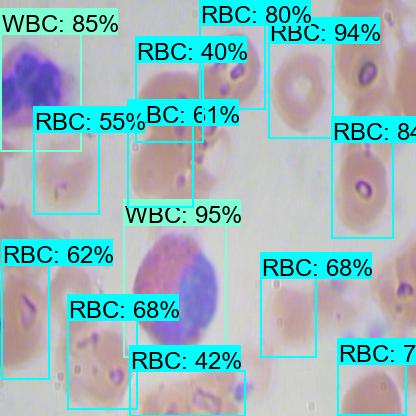 RBC: 80%
WBC: 85%
RBC: 94%
RBC: 40%
RBC: 55%
BC: 61%
RBC: 84
WBC: 95%
RBC: 62%
RBC: 68%
RBC: 68%
RBC: 42%
RBC: 7